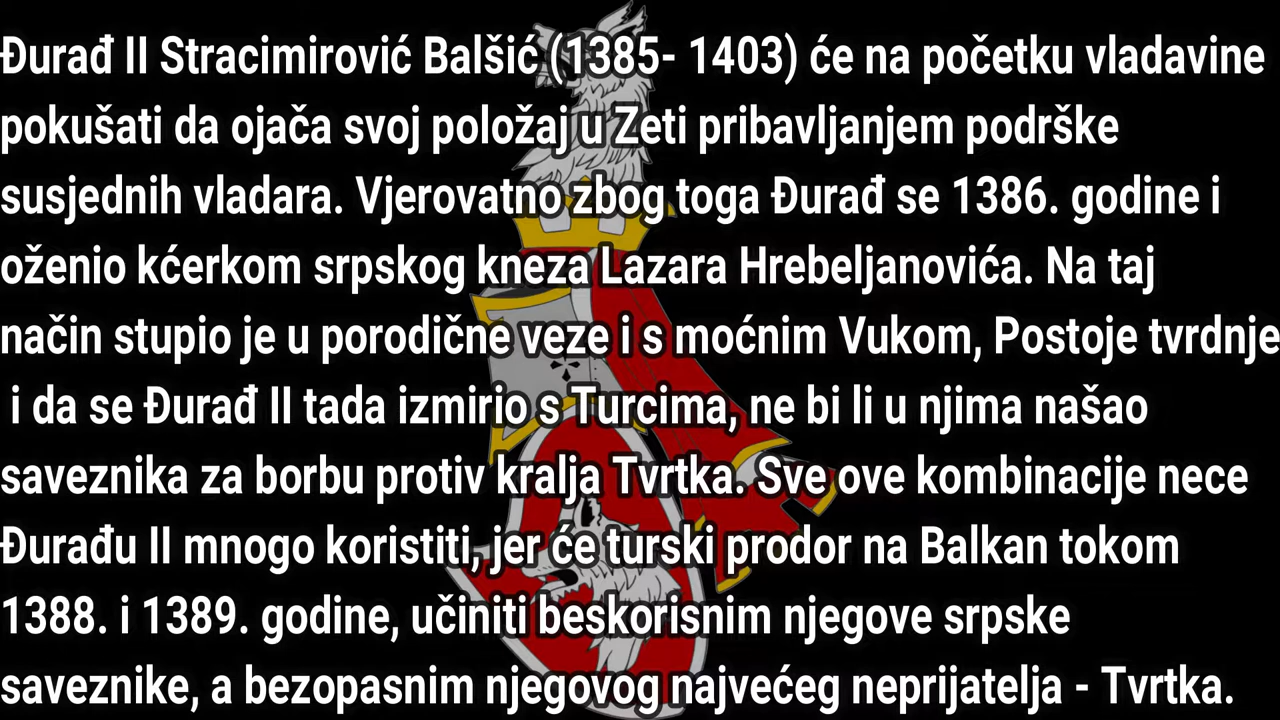 Đurađ II Stracimirović Balšić (1385- 1403) će na početku vladavine
pokušati da ojača svoj položaj u Zeti pribavljanjem podrške
susjednih vladara. Vjerovatno zbog toga Đurađ se 1386. godine i
oženio kćerkom srpskog kneza Lazara Hrebeljanovića. Na taj
način stupio je u porodične veze i s moćnim Vukom, Postoje tvrdnje
i da se Đurađ II tada izmirio s Turcima, ne bi li u njima našao
saveznika za borbu protiv kralja Tvrtka. Sve ove kombinacije nece
Đurađu II mnogo koristiti, jer će turski prodor na Balkan tokom
1388. i 1389. godine, učiniti beskorisnim njegove srpske
saveznike, a bezopasnim njegovog najvećeg neprijatelja - Tvrtka.